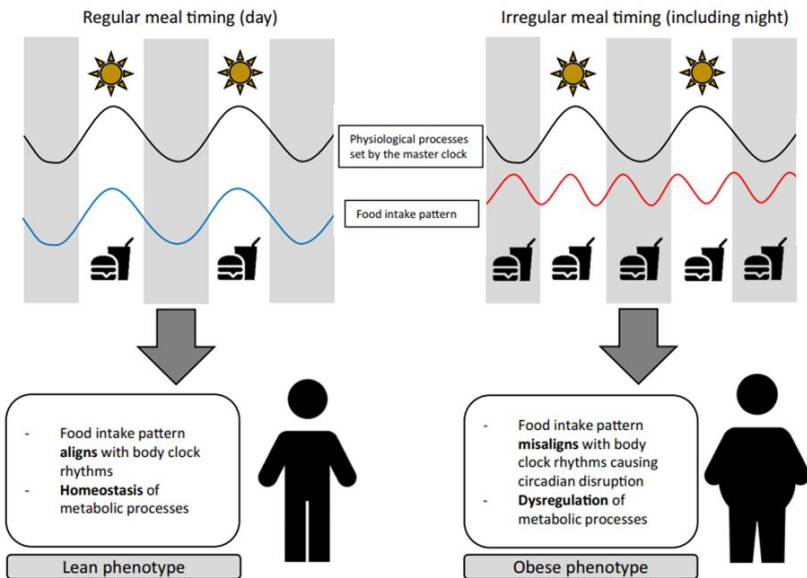 Regular meal timing (day)
Irregular meal timing (including night)
Physiological processes
set by the master clock
Food intake pattern
- Food intake pattern
aligns with body clock
rhythms
- Homeostasis of
metabolic processes
Lean phenotype
- Food intake pattern
misaligns with body
clock rhythms causing
circadian disruption
- Dysregulation of
metabolic processes
Obese phenotype